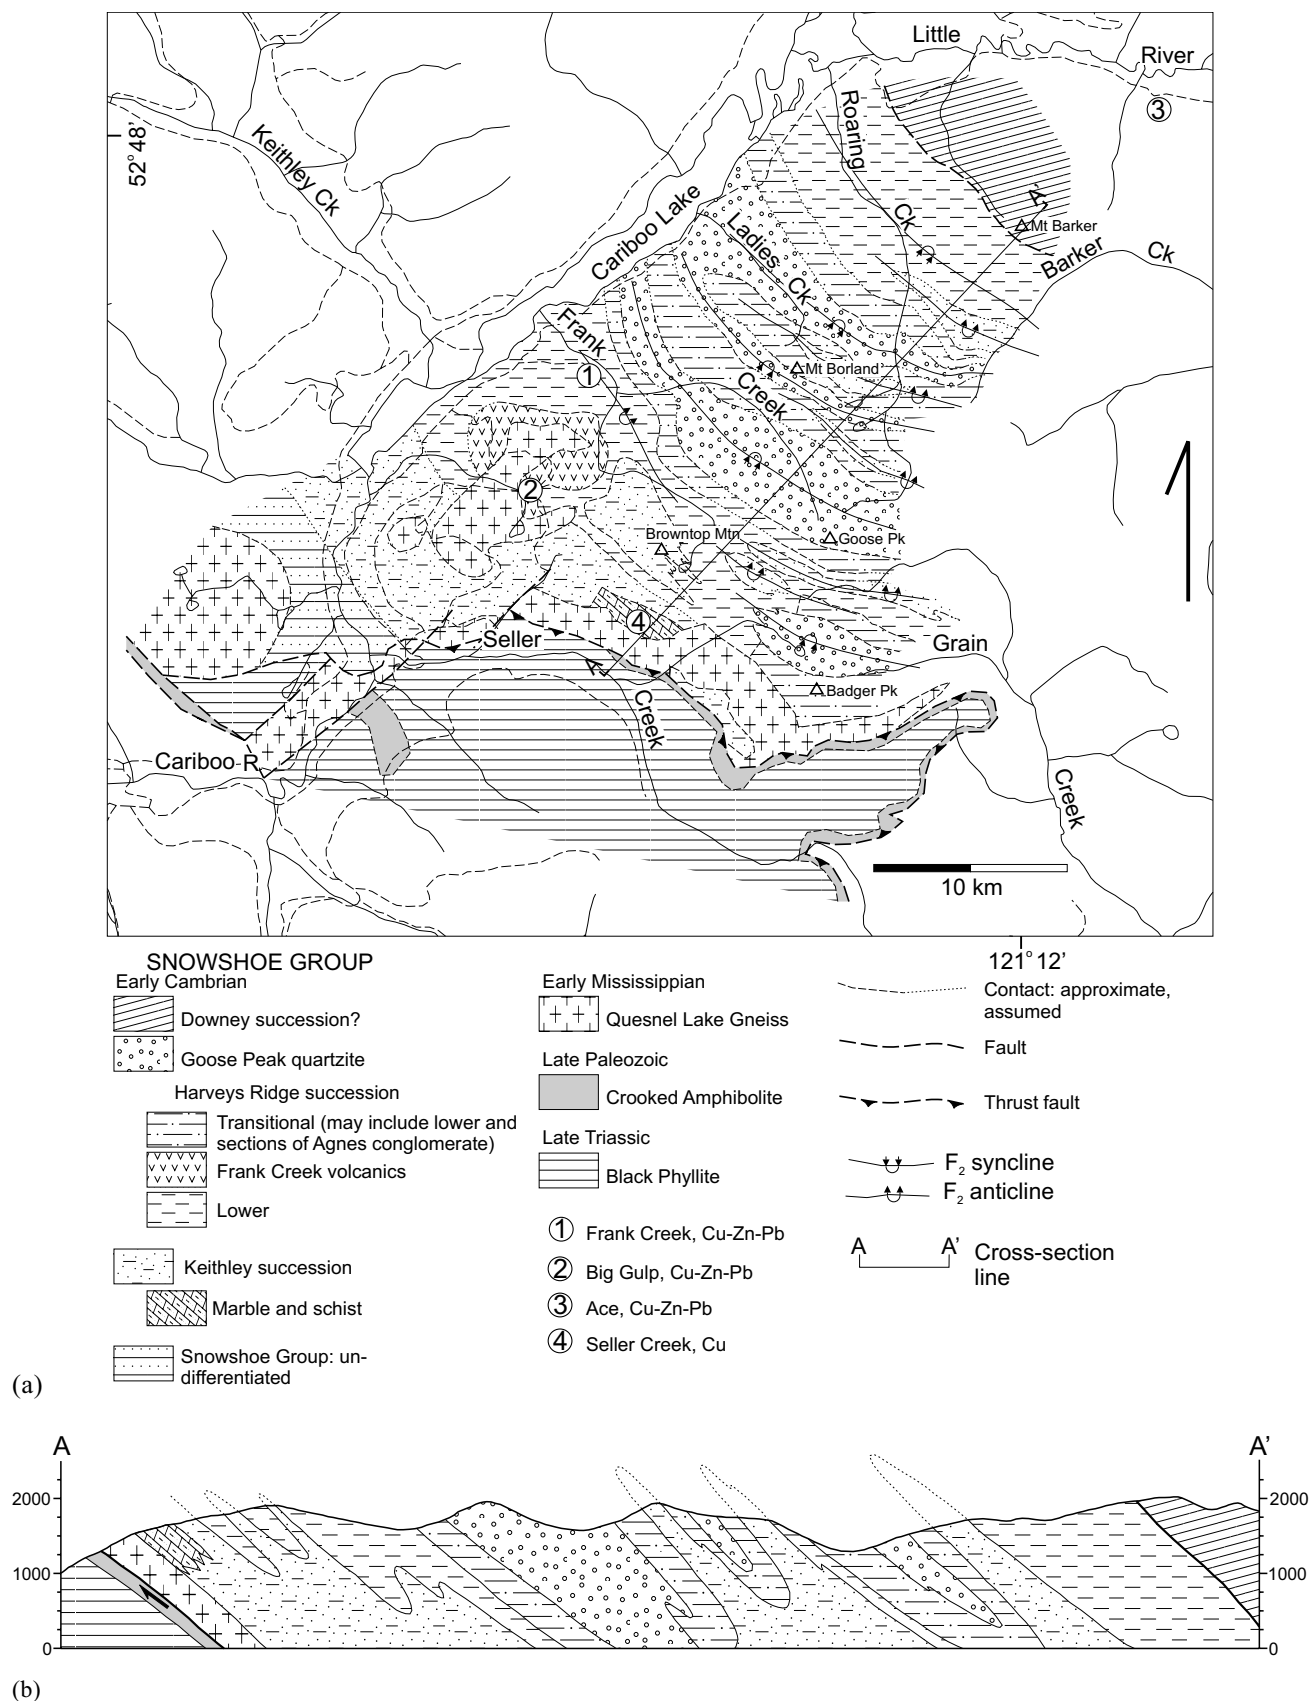 Little
River
3
Roaring
Ck
52°48'
Keithley Ck
Cariboo Lake
Ladies
Ck
A'
Mt Barker
Barker
Ck
Frank
1
Mt Borland
Creek
2
Browntop Mtn
Goose Pk
4
Seller
Grain
A
Badger Pk
Creek
Cariboo R
Creek
10 km
121°12'
SNOWSHOE GROUP
Early Cambrian
Downey succession?
Goose Peak quartzite
Harveys Ridge succession
Transitional (may include lower and
sections of Agnes conglomerate)
Frank Creek volcanics
Lower
Keithley succession
Marble and schist
Snowshoe Group: un-
differentiated
Early Mississippian
Quesnel Lake Gneiss
Late Paleozoic
Crooked Amphibolite
Late Triassic
Black Phyllite
1 Frank Creek, Cu-Zn-Pb
2 Big Gulp, Cu-Zn-Pb
3 Ace, Cu-Zn-Pb
4 Seller Creek, Cu
Contact: approximate,
assumed
Fault
Thrust fault
F2 syncline
F2 anticline
A A' Cross-section
line
(a)
A A'
2000 2000
1000 1000
0 0
(b)